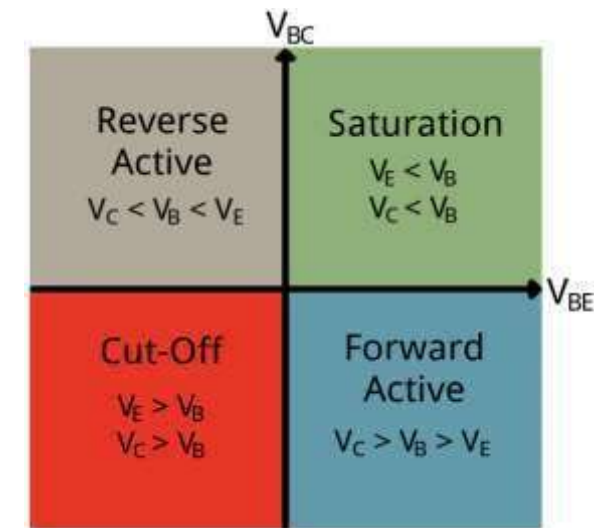 V_BC
Reverse
Active
V_C < V_B < V_E
Saturation
V_E < V_B
V_C < V_B
V_BE
Cut-Off
V_E > V_B
V_C > V_B
Forward
Active
V_C > V_B > V_E